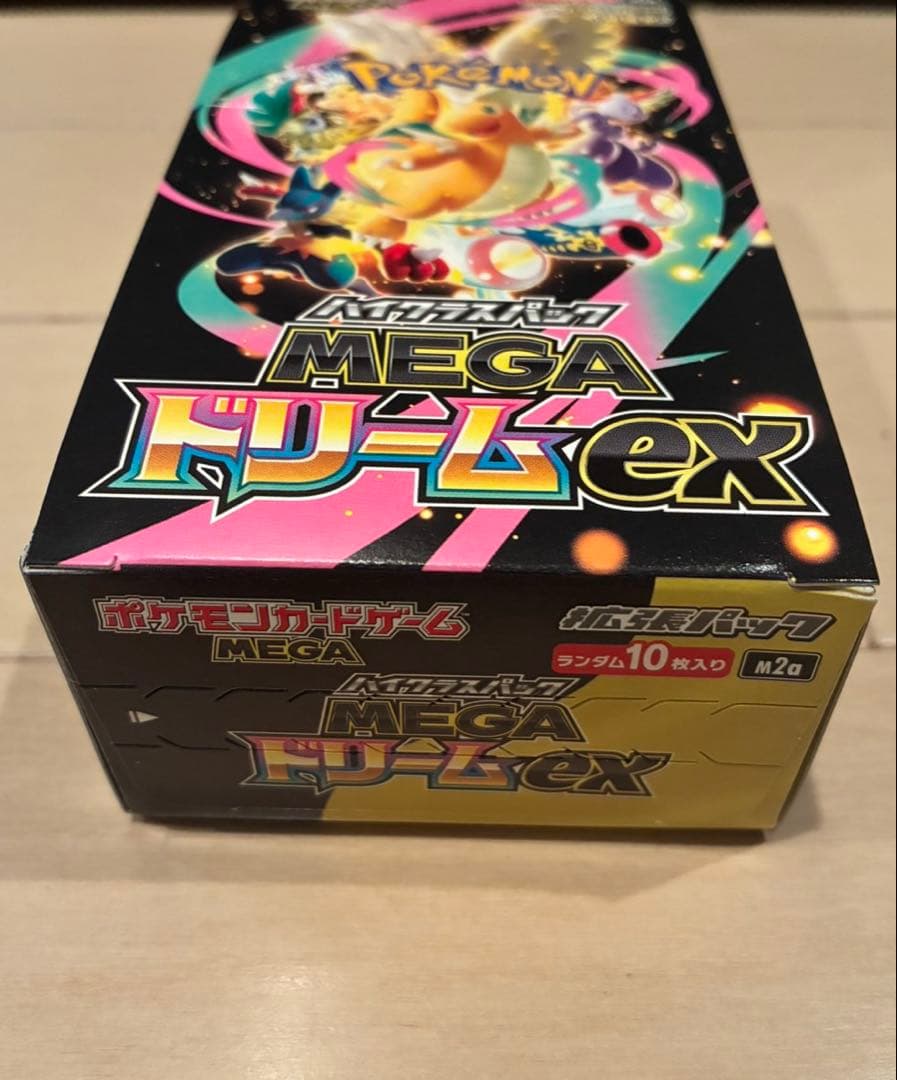 POKÉMON
ハイクラスパック
MEGA
ドリームex
ポケモンカードゲーム
MEGA
拡張パック
ランダム10枚入り
M2a
ハイクラスパック
MEGA
ドリームex